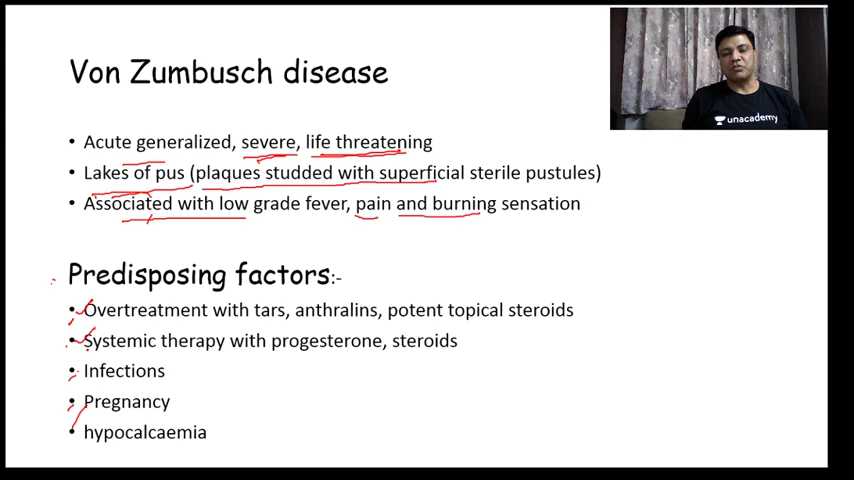 Von Zumbusch disease
unacademy
• Acute generalized, severe, life threatening
• Lakes of pus (plaques studded with superficial sterile pustules)
• Associated with low grade fever, pain and burning sensation
Predisposing factors:-
• Overtreatment with tars, anthralins, potent topical steroids
• Systemic therapy with progesterone, steroids
• Infections
• Pregnancy
• hypocalcaemia